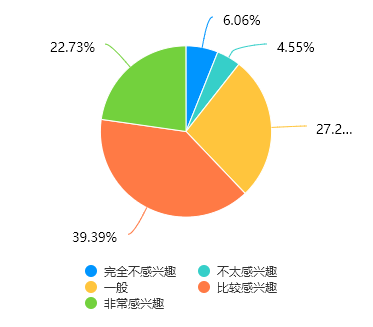 6.06%
22.73%
4.55%
27.2...
39.39%
完全不感兴趣 不太感兴趣
一般 比较感兴趣
非常感兴趣